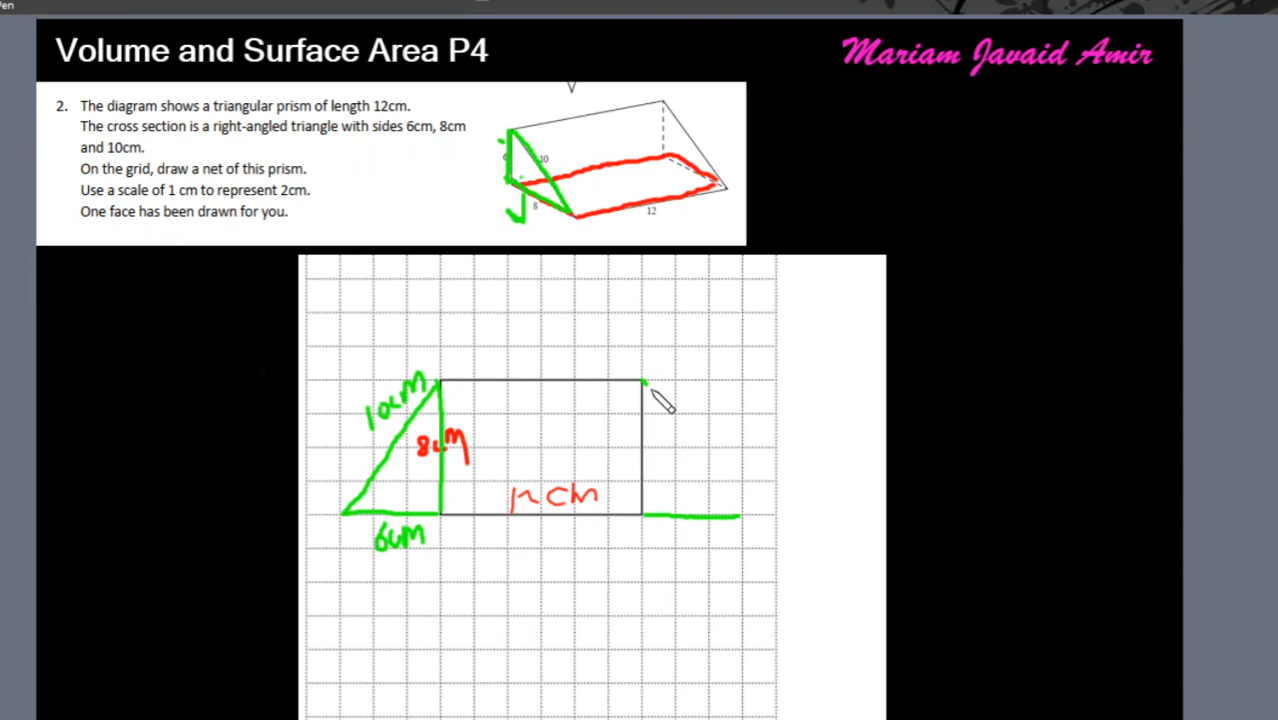 Pen
Volume and Surface Area P4
Mariam Javaid Amir
2. The diagram shows a triangular prism of length 12cm.
The cross section is a right-angled triangle with sides 6cm, 8cm
and 10cm.
On the grid, draw a net of this prism.
Use a scale of 1 cm to represent 2cm.
One face has been drawn for you.
10
8
12
10cm
8cm
12cm
6cm